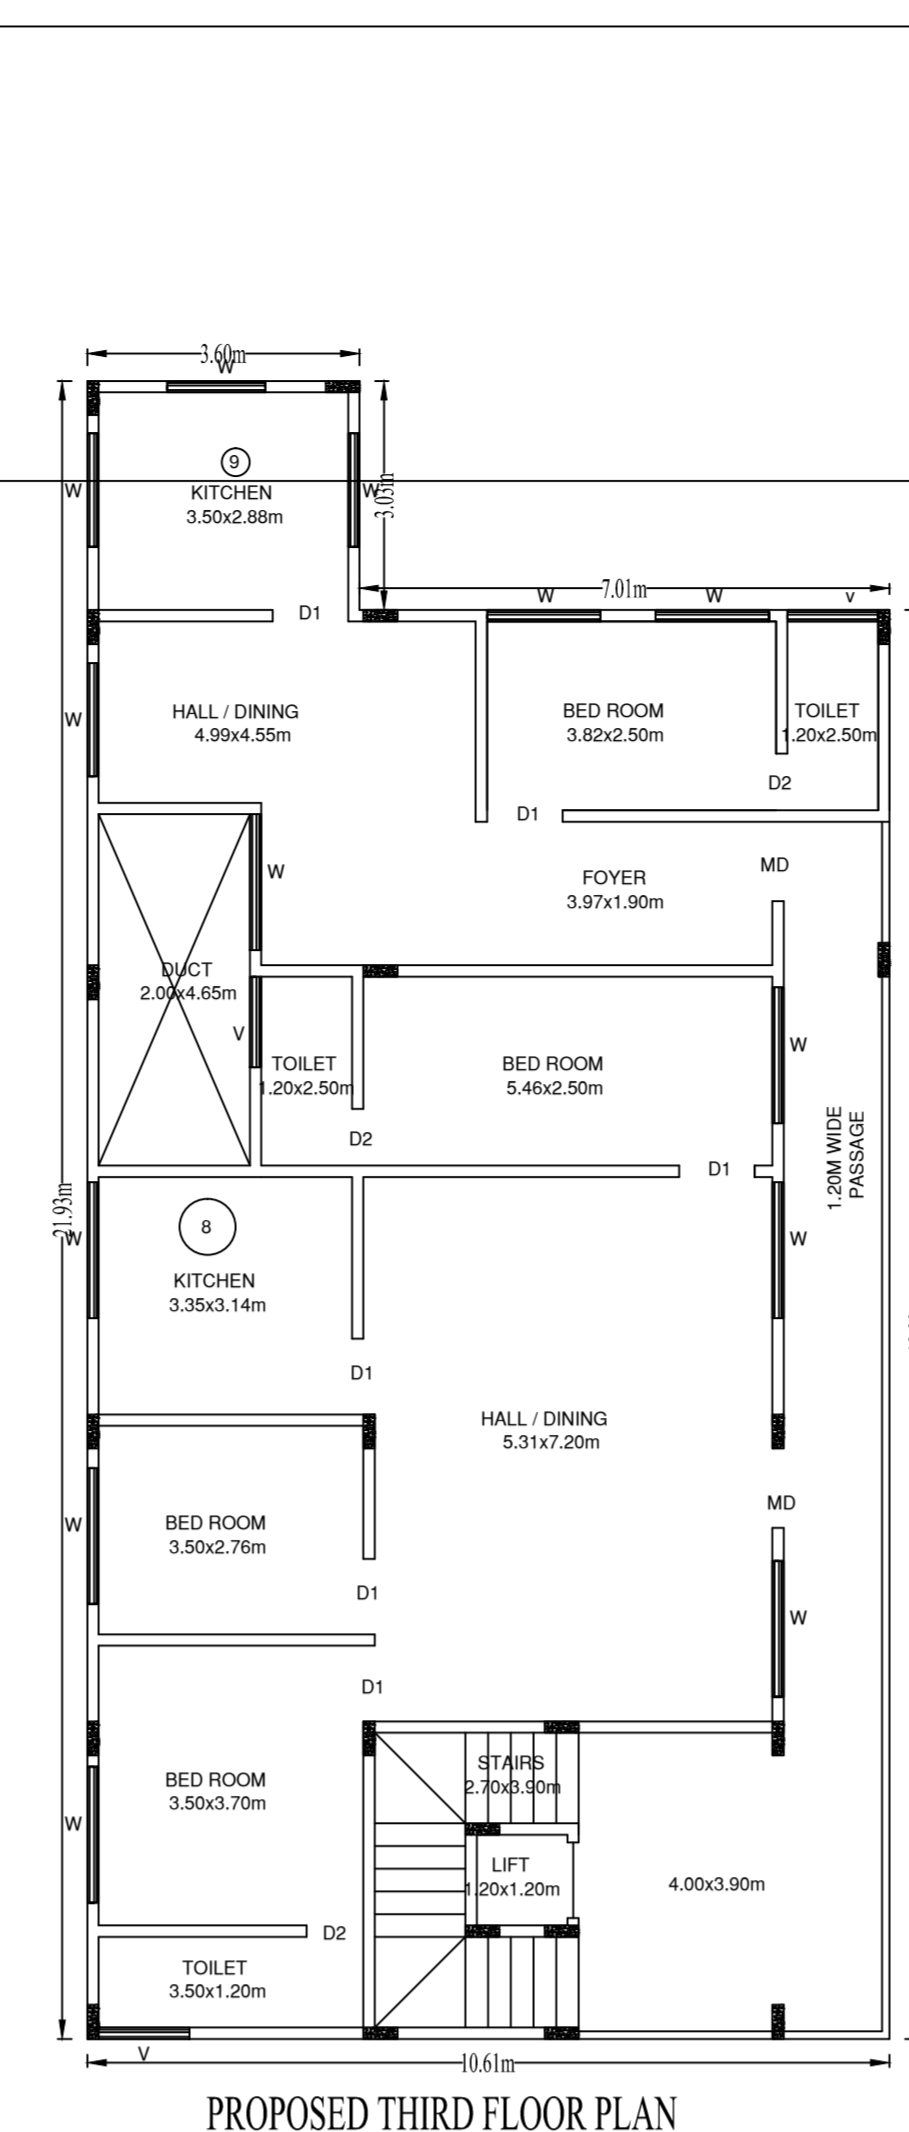 3.60m
W
9
W
KITCHEN
3.50x2.88m
W
3.03m
7.01m
W
W
v
D1
W
HALL / DINING
4.99x4.55m
BED ROOM
3.82x2.50m
TOILET
1.20x2.50m
D2
D1
W
FOYER
3.97x1.90m
MD
DUCT
2.00x4.65m
V
TOILET
1.20x2.50m
BED ROOM
5.46x2.50m
W
D2
D1
1.20M WIDE
PASSAGE
21.93m
W
8
KITCHEN
3.35x3.14m
W
D1
HALL / DINING
5.31x7.20m
MD
W
BED ROOM
3.50x2.76m
D1
W
D1
STAIRS
2.70x3.90m
BED ROOM
3.50x3.70m
W
LIFT
1.20x1.20m
4.00x3.90m
D2
TOILET
3.50x1.20m
V
10.61m
PROPOSED THIRD FLOOR PLAN